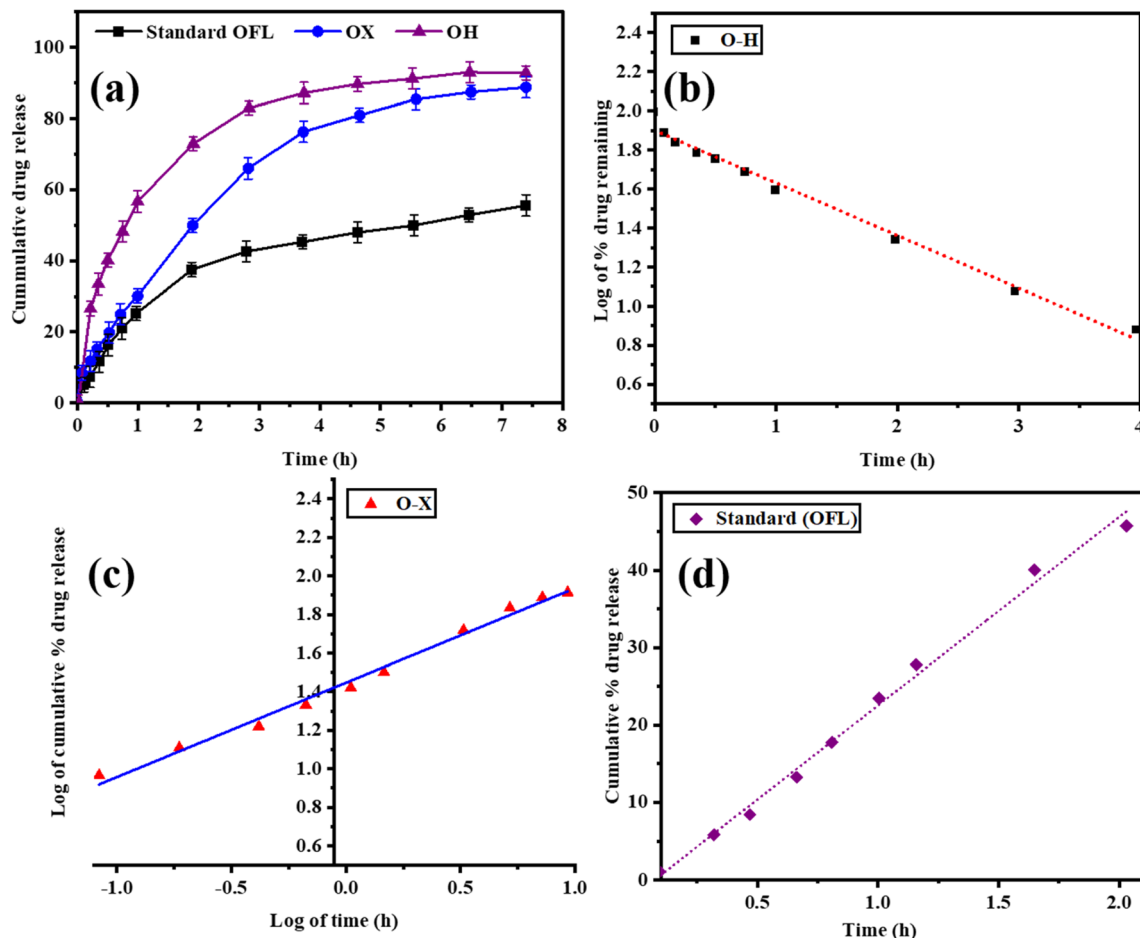 Standard OFL OX OH
(a)
Cummulative drug release
100
80
60
40
20
0
0 1 2 3 4 5 6 7 8
Time (h)
O-H
(b)
Log of % drug remaining
2.4
2.2
2.0
1.8
1.6
1.4
1.2
1.0
0.8
0.6
0 1 2 3 4
Time (h)
O-X
(c)
Log of cumulative % drug release
2.4
2.2
2.0
1.8
1.6
1.4
1.2
1.0
0.8
0.6
-1.0 -0.5 0.0 0.5 1.0
Log of time (h)
Standard (OFL)
(d)
Cumulative % drug release
50
40
30
20
10
0
0.5 1.0 1.5 2.0
Time (h)